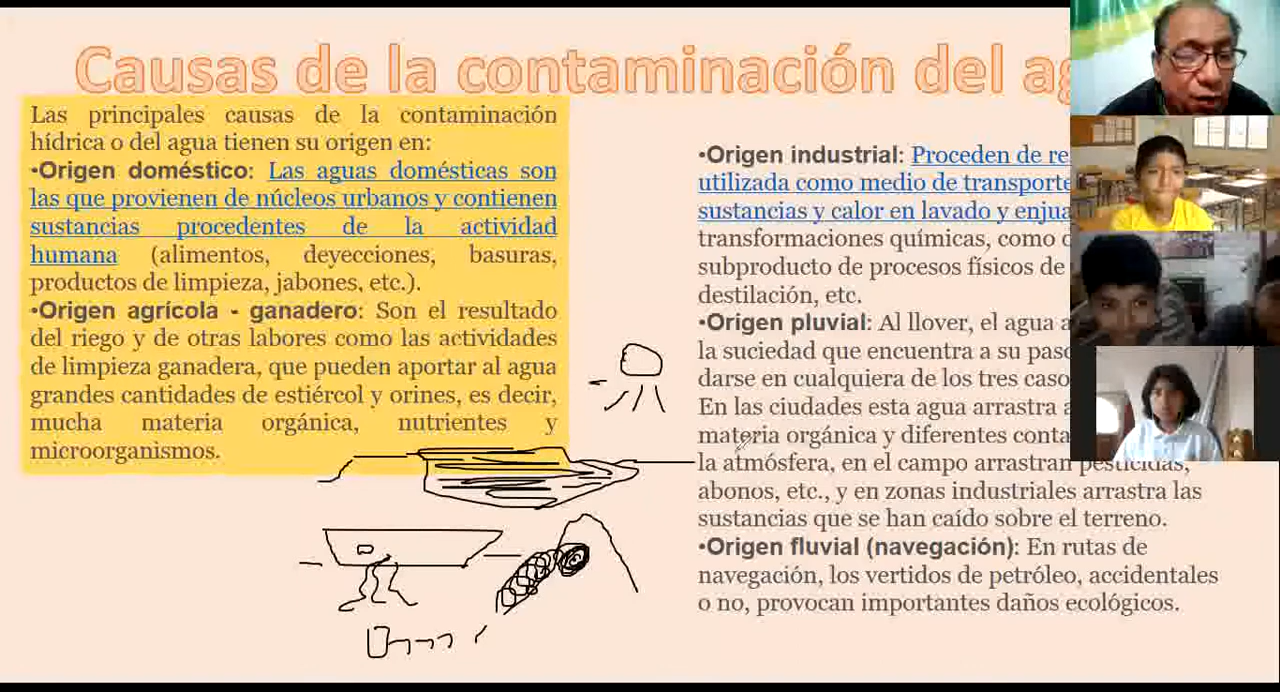 Causas de la contaminación del
Las principales causas de la contaminación
hídrica o del agua tienen su origen en:
•Origen doméstico: Las aguas domésticas son
las que provienen de núcleos urbanos y contienen
sustancias procedentes de la actividad
humana (alimentos, deyecciones, basuras,
productos de limpieza, jabones, etc.).
•Origen agrícola - ganadero: Son el resultado
del riego y de otras labores como las actividades
de limpieza ganadera, que pueden aportar al agua
grandes cantidades de estiércol y orines, es decir,
mucha materia orgánica, nutrientes y
microorganismos.
•Origen industrial: Proceden de
utilizada como medio de transporte
sustancias y calor en lavado y
transformaciones químicas, como
subproducto de procesos físicos de
destilación, etc.
•Origen pluvial: Al llover, el agua
la suciedad que encuentra a su
darse en cualquiera de los tres
En las ciudades esta agua arrastra
materia orgánica y diferentes
la atmósfera, en el campo arrastran pesticidas,
abonos, etc., y en zonas industriales arrastra las
sustancias que se han caído sobre el terreno.
•Origen fluvial (navegación): En rutas de
navegación, los vertidos de petróleo, accidentales
o no, provocan importantes daños ecológicos.